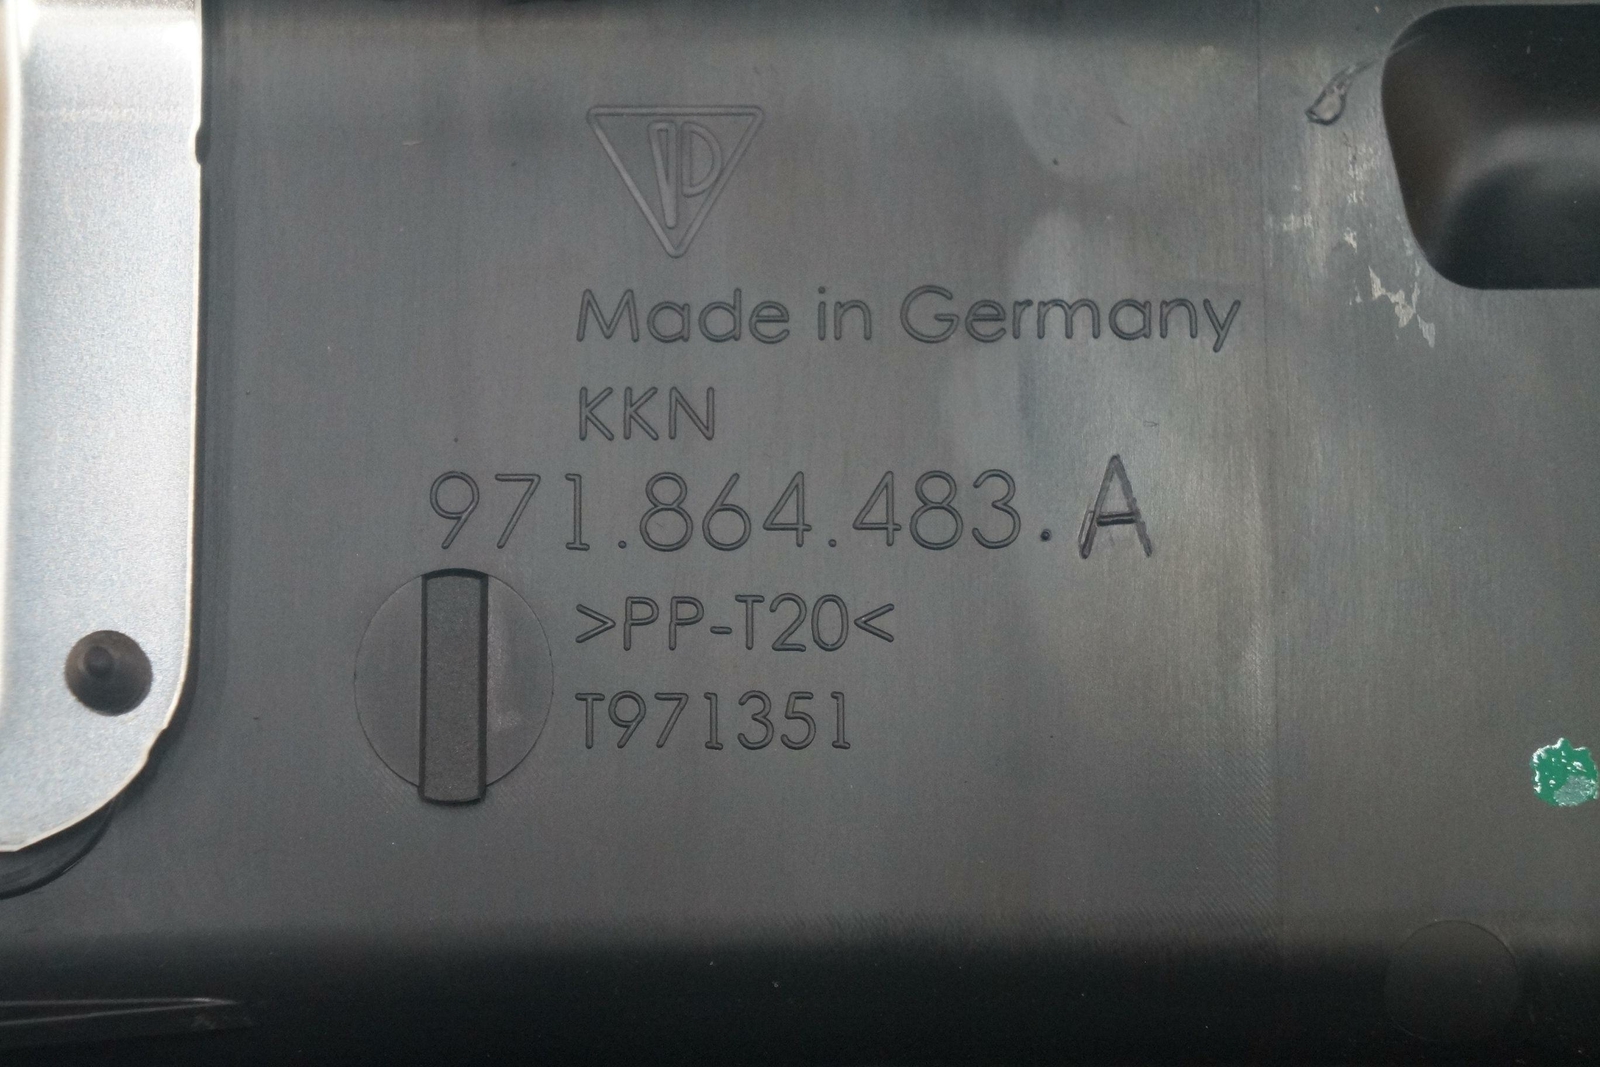 Made in Germany
KKN
971.864.483.A
>PP-T20<
T971351